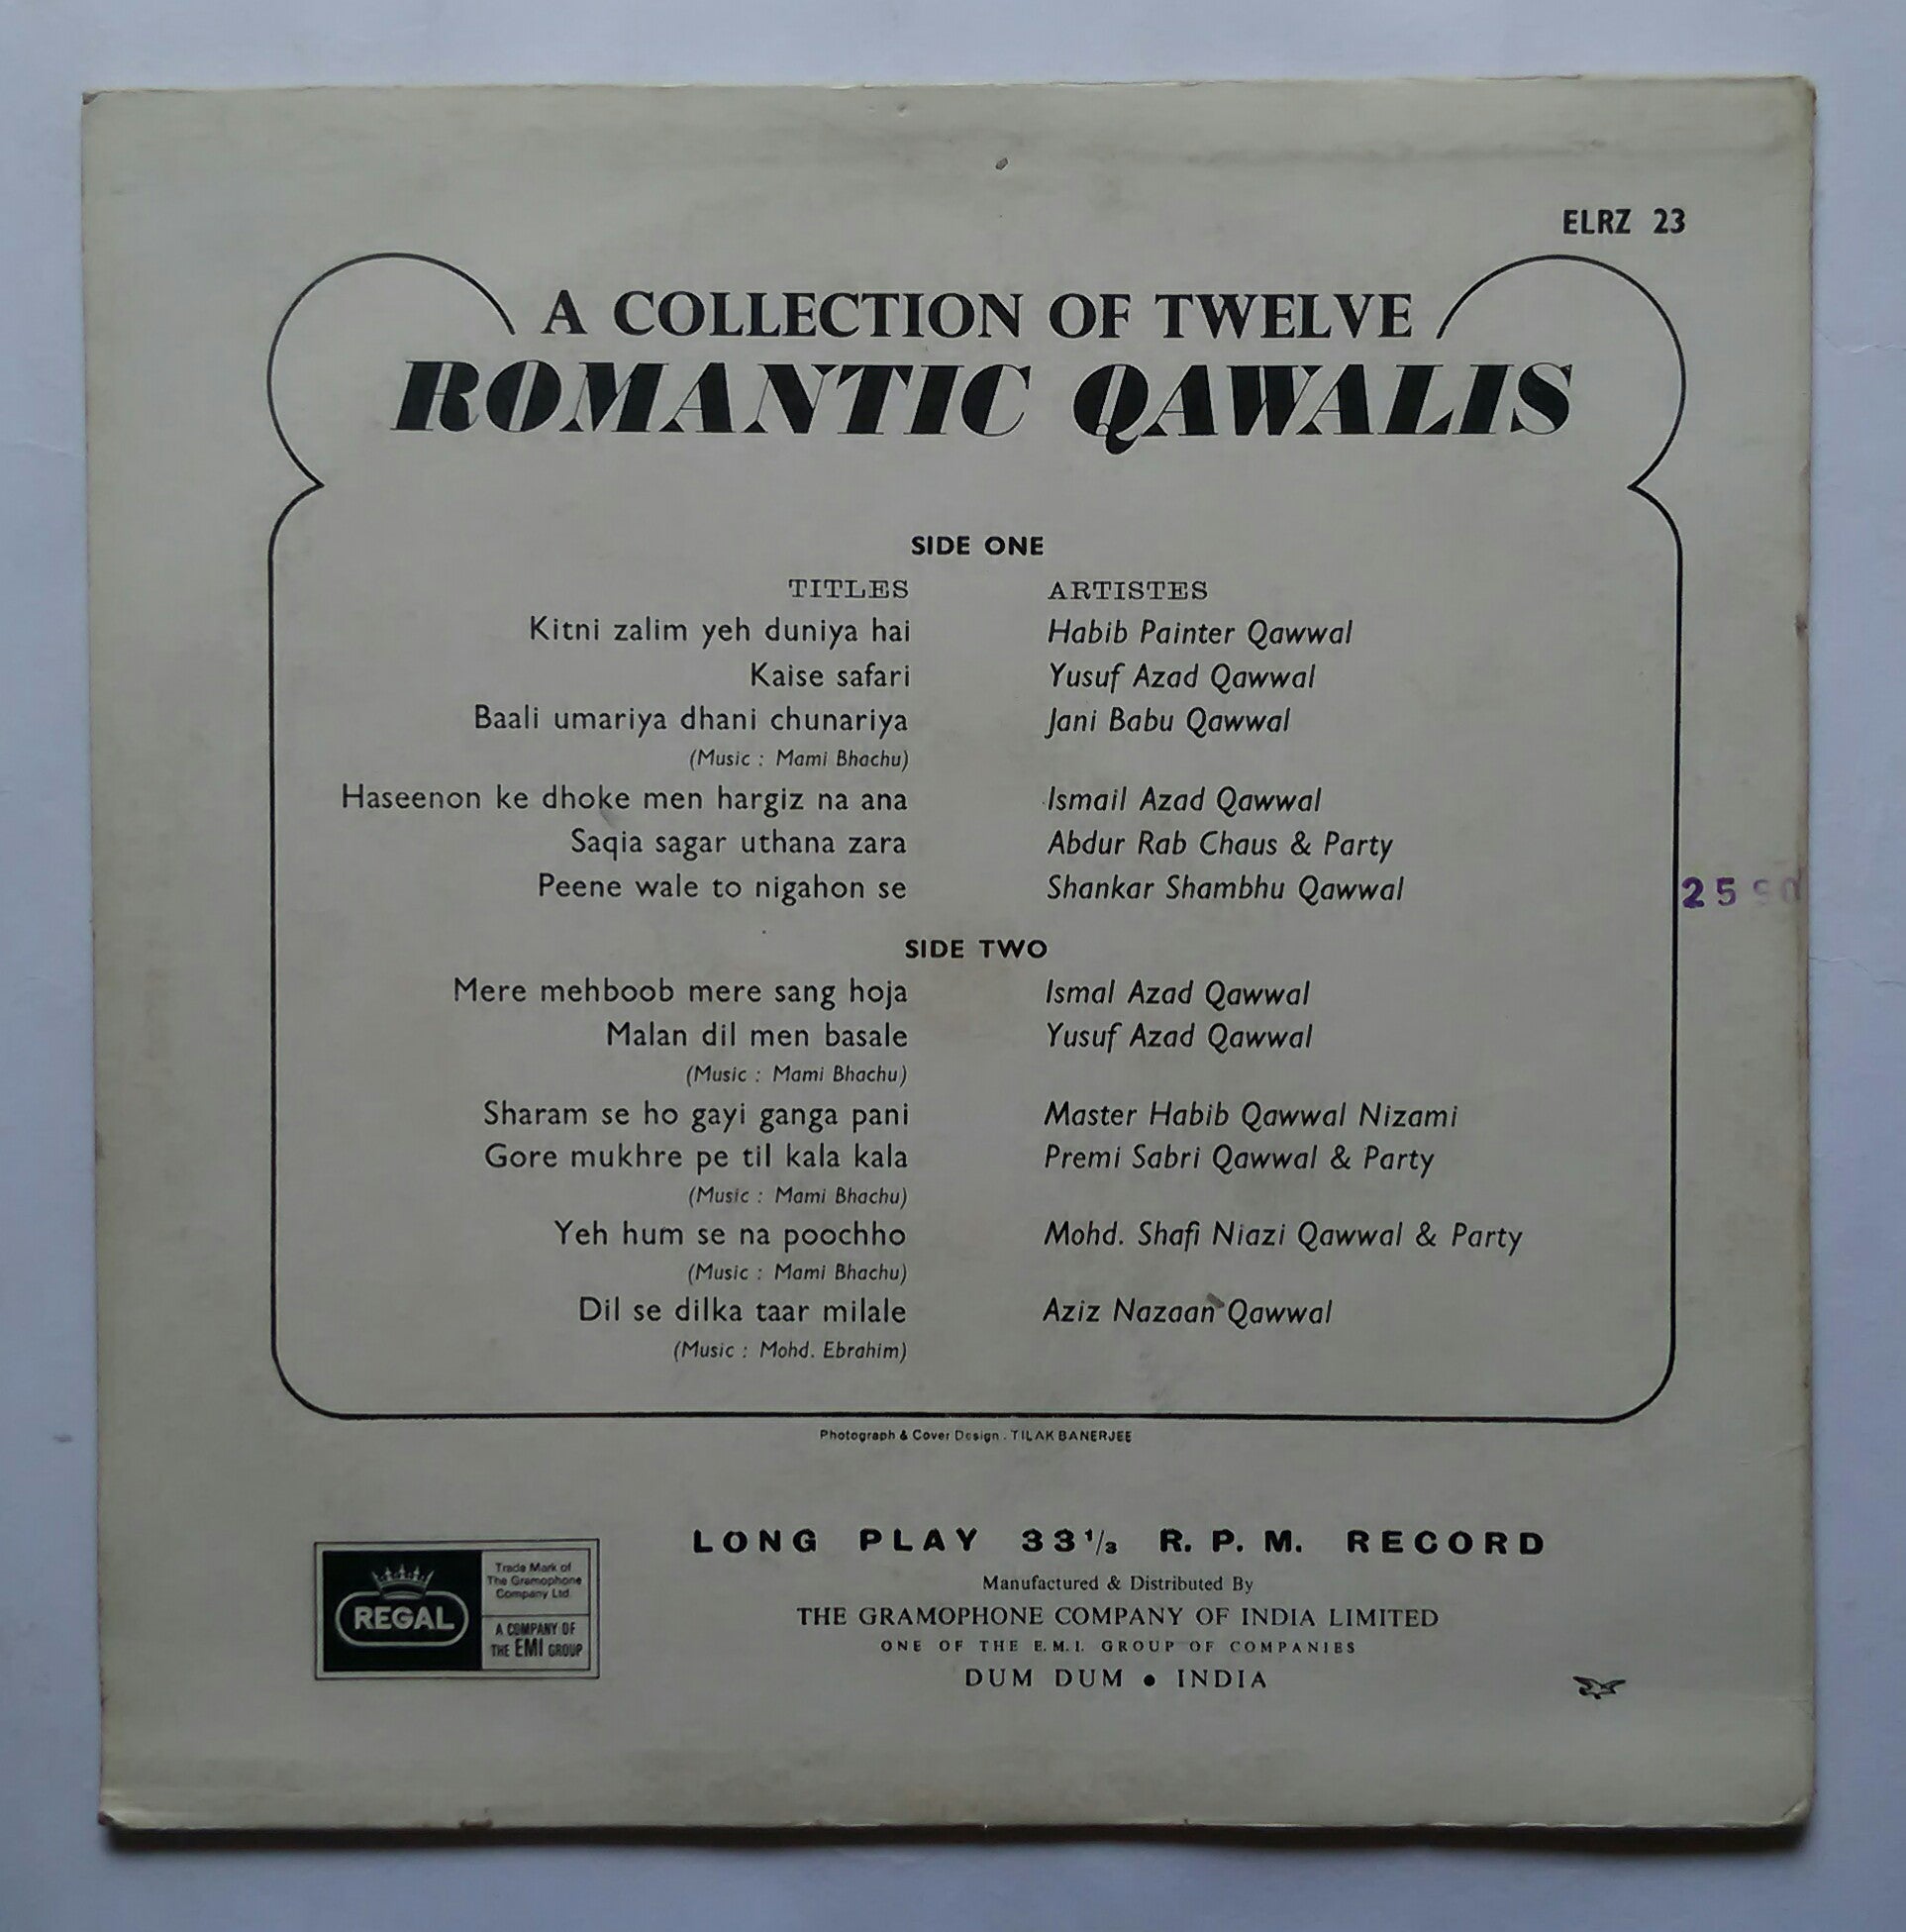 ELRZ 23
A COLLECTION OF TWELVE
ROMANTIC QAWALIS
SIDE ONE
TITLES ARTISTES
Kitni zalim yeh duniya hai Habib Painter Qawwal
Kaise safari Yusuf Azad Qawwal
Baali umariya dhani chunariya Jani Babu Qawwal
(Music : Mami Bhachu)
Haseenon ke dhoke men hargiz na ana Ismail Azad Qawwal
Saqia sagar uthana zara Abdur Rab Chaus & Party
Peene wale to nigahon se Shankar Shambhu Qawwal
SIDE TWO
Mere mehboob mere sang hoja Ismal Azad Qawwal
Malan dil men basale Yusuf Azad Qawwal
(Music : Mami Bhachu)
Sharam se ho gayi ganga pani Master Habib Qawwal Nizami
Gore mukhre pe til kala kala Premi Sabri Qawwal & Party
(Music : Mami Bhachu)
Yeh hum se na poochho Mohd. Shafi Niazi Qawwal & Party
(Music : Mami Bhachu)
Dil se dilka taar milale Aziz Nazaan Qawwal
(Music : Mohd. Ebrahim)
Photograph & Cover Design : TILAK BANERJEE
LONG PLAY 33⅓ R. P. M. RECORD
Manufactured & Distributed By
THE GRAMOPHONE COMPANY OF INDIA LIMITED
ONE OF THE E.M.I. GROUP OF COMPANIES
DUM DUM • INDIA
REGAL
Trade Mark of
The Gramophone
Company Ltd.
A COMPANY OF
THE EMI GROUP